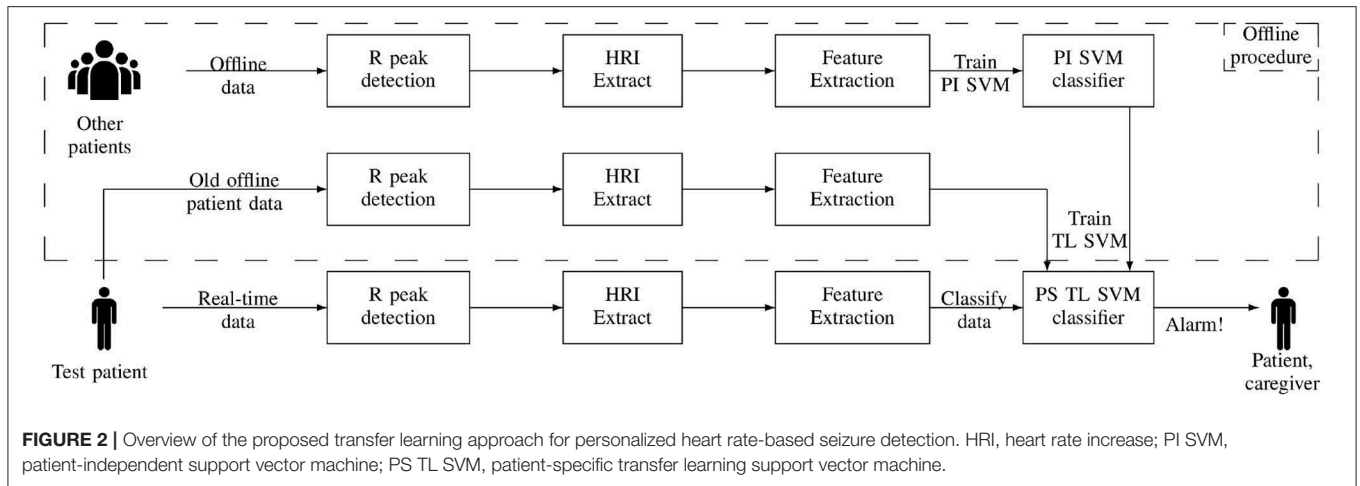 Other
patients
Offline
data
R peak
detection
HRI
Extract
Feature
Extraction
Train
PI SVM
PI SVM
classifier
Offline
procedure
Old offline
patient data
R peak
detection
HRI
Extract
Feature
Extraction
Train
TL SVM
Test patient
Real-time
data
R peak
detection
HRI
Extract
Feature
Extraction
Classify
data
PS TL SVM
classifier
Alarm!
Patient,
caregiver
FIGURE 2 | Overview of the proposed transfer learning approach for personalized heart rate-based seizure detection. HRI, heart rate increase; PI SVM,
patient-independent support vector machine; PS TL SVM, patient-specific transfer learning support vector machine.